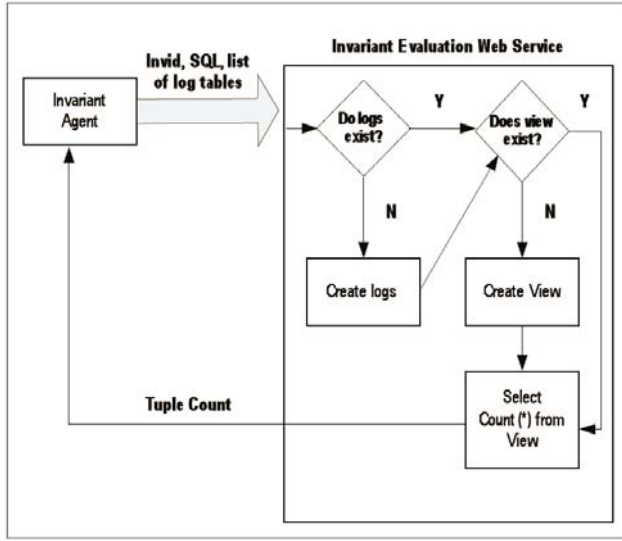 Invariant Evaluation Web Service
Invid, SQL, list
of log tables
Invariant
Agent
Do logs
exist?
Y
Does view
exist?
Y
N
N
Create logs
Create View
Tuple Count
Select
Count (*) from
View